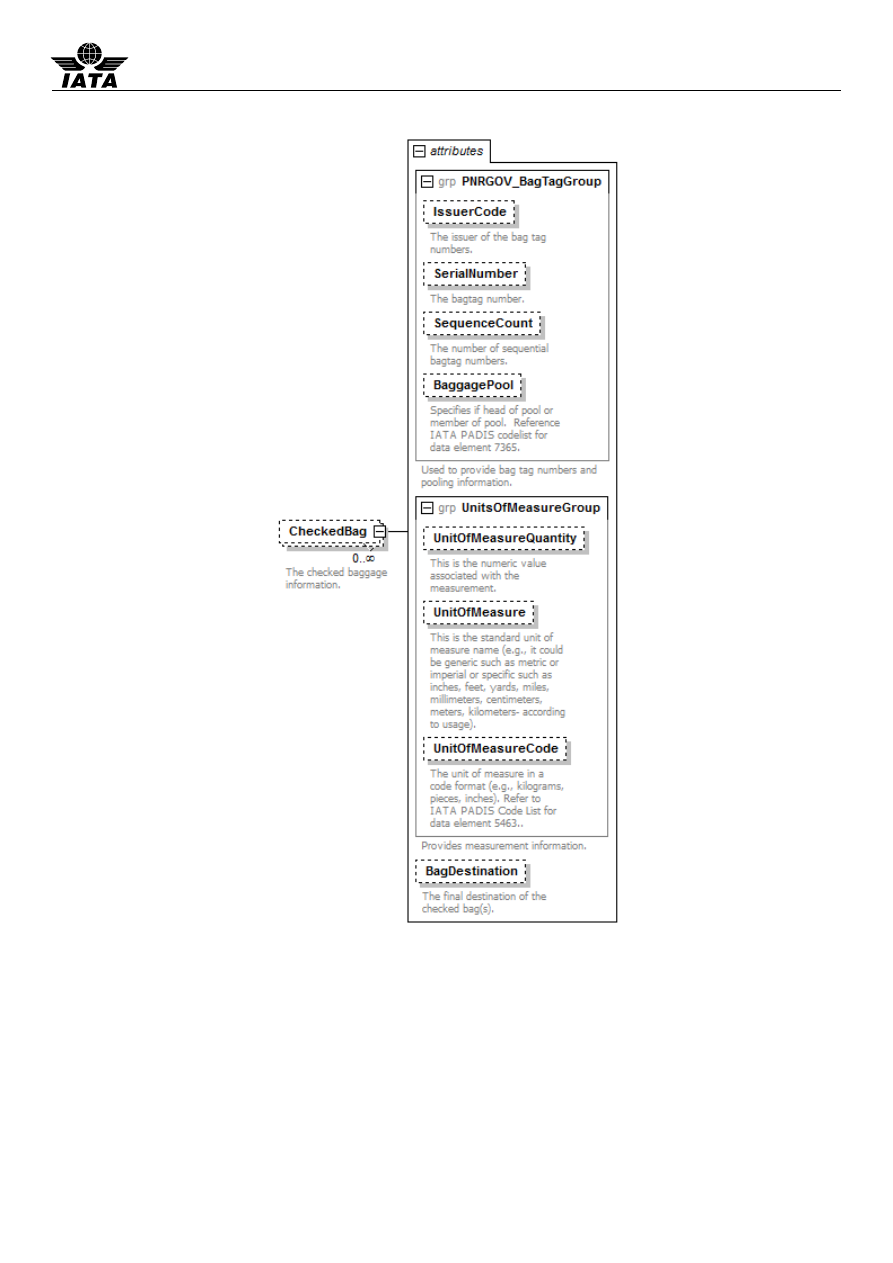 IATA
attributes
grp PNRGOV_BagTagGroup
IssuerCode
The issuer of the bag tag
numbers.
SerialNumber
The bagtag number.
SequenceCount
The number of sequential
bagtag numbers.
BaggagePool
Specifies if head of pool or
member of pool.  Reference
IATA PADIS codelist for
data element 7365.
Used to provide bag tag numbers and
pooling information.
CheckedBag
0..∞
The checked baggage
information.
grp UnitsOfMeasureGroup
UnitOfMeasureQuantity
This is the numeric value
associated with the
measurement.
UnitOfMeasure
This is the standard unit of
measure name (e.g., it could
be generic such as metric or
imperial or specific such as
inches, feet, yards, miles,
millimeters, centimeters,
meters, kilometers- according
to usage).
UnitOfMeasureCode
The unit of measure in a
code format (e.g., kilograms,
pieces, inches). Refer to
IATA PADIS Code List for
data element 5463..
Provides measurement information.
BagDestination
The final destination of the
checked bag(s).